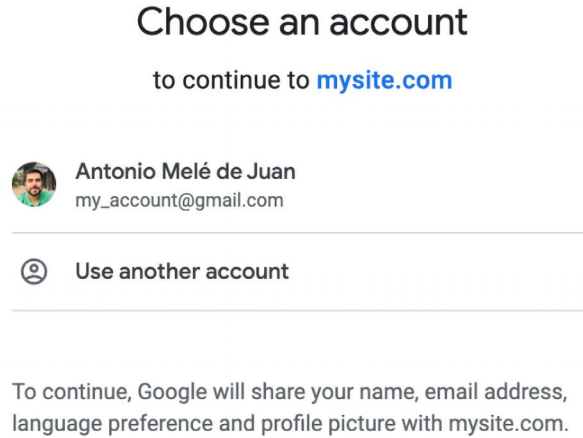 Choose an account
to continue to mysite.com
Antonio Melé de Juan
my_account@gmail.com
Use another account
To continue, Google will share your name, email address,
language preference and profile picture with mysite.com.